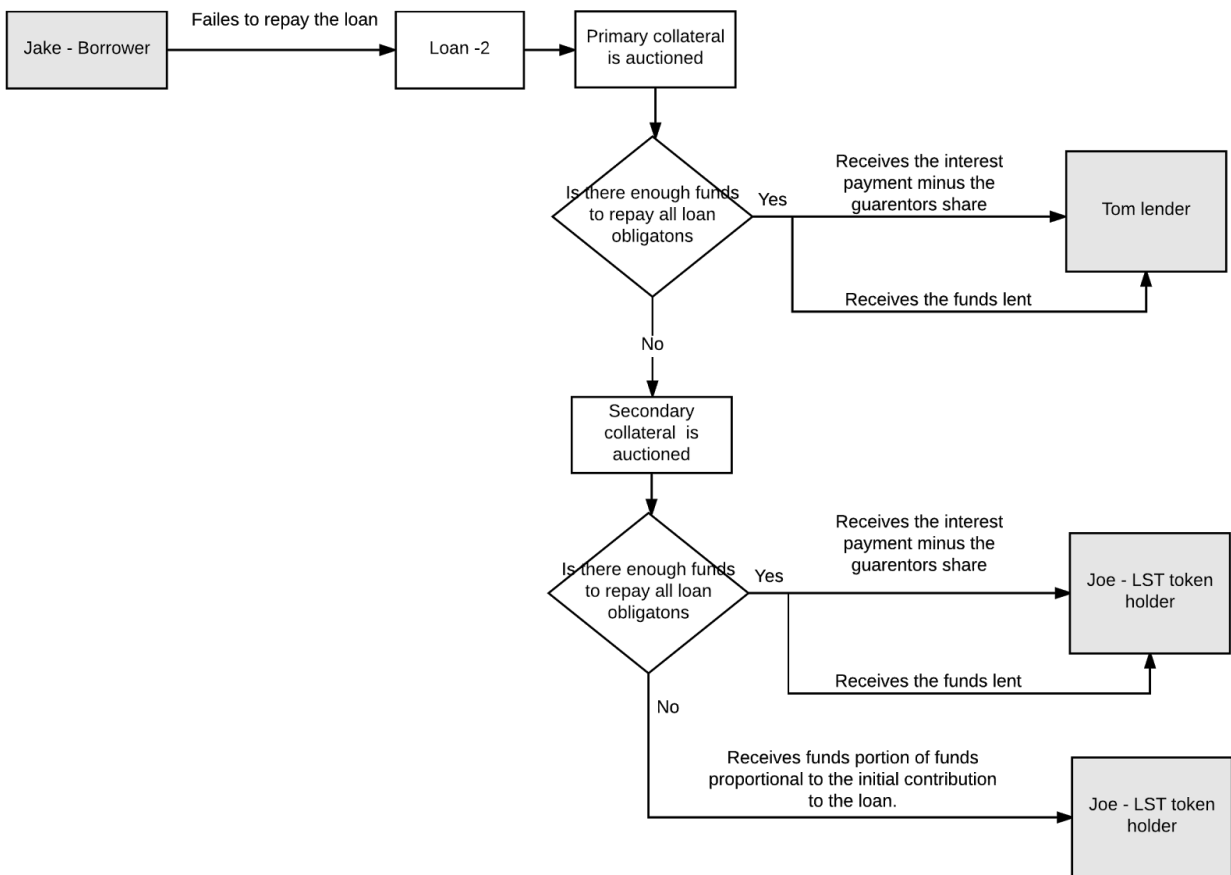 Failes to repay the loan
Jake - Borrower
Loan -2
Primary collateral
is auctioned
Is there enough funds
to repay all loan
obligatons
Yes
Receives the interest
payment minus the
guarentors share
Tom lender
Receives the funds lent
No
Secondary
collateral is
auctioned
Is there enough funds
to repay all loan
obligatons
Yes
Receives the interest
payment minus the
guarentors share
Joe - LST token
holder
Receives the funds lent
No
Receives funds portion of funds
proportional to the initial contribution
to the loan.
Joe - LST token
holder